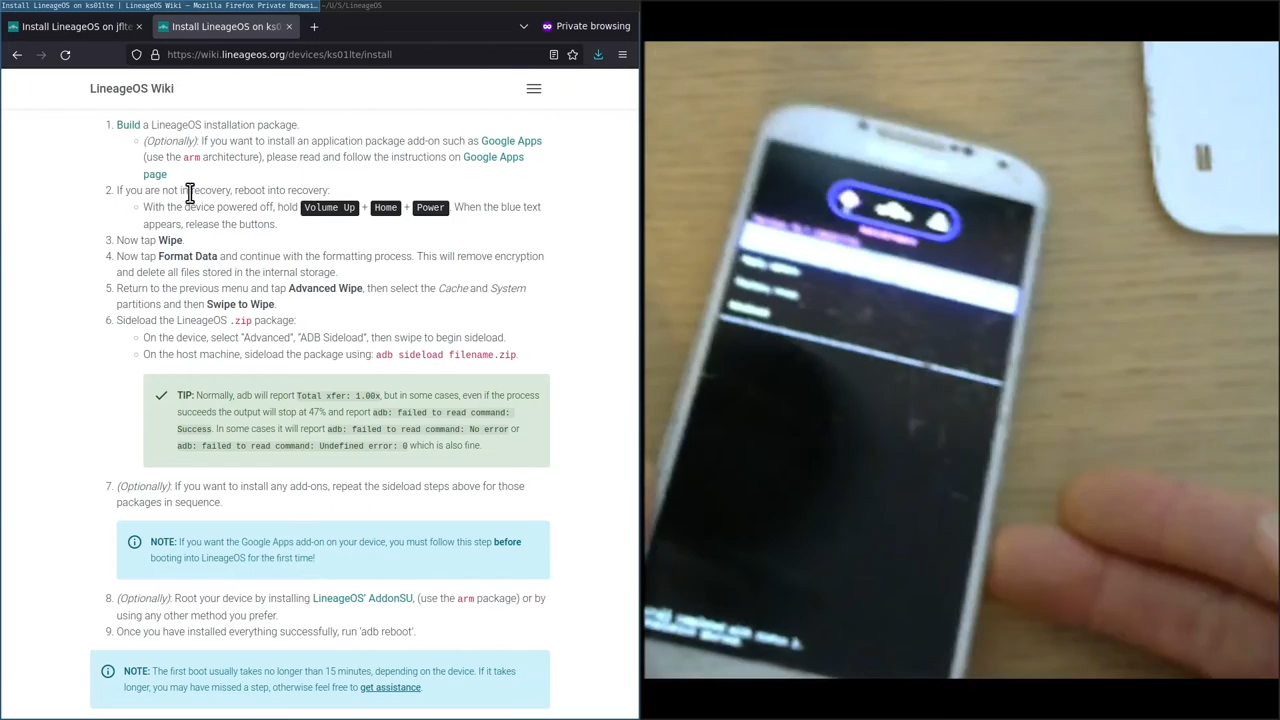 Install LineageOS on ks01lte | LineageOS Wiki — Mozilla Firefox Private Browsi…
~/U/S/LineageOS
Install LineageOS on jflte
Install LineageOS on ks0
Private browsing
https://wiki.lineageos.org/devices/ks01lte/install
LineageOS Wiki
1. Build a LineageOS installation package.
(Optionally): If you want to install an application package add-on such as Google Apps
(use the arm architecture), please read and follow the instructions on Google Apps
page
2. If you are not in recovery, reboot into recovery:
With the device powered off, hold Volume Up + Home + Power. When the blue text
appears, release the buttons.
3. Now tap Wipe.
4. Now tap Format Data and continue with the formatting process. This will remove encryption
and delete all files stored in the internal storage.
5. Return to the previous menu and tap Advanced Wipe, then select the Cache and System
partitions and then Swipe to Wipe.
6. Sideload the LineageOS .zip package:
On the device, select “Advanced”, “ADB Sideload”, then swipe to begin sideload.
On the host machine, sideload the package using: adb sideload filename.zip.
TIP: Normally, adb will report Total xfer: 1.00x, but in some cases, even if the process
succeeds the output will stop at 47% and report adb: failed to read command:
Success. In some cases it will report adb: failed to read command: No error or
adb: failed to read command: Undefined error: 0 which is also fine.
7. (Optionally): If you want to install any add-ons, repeat the sideload steps above for those
packages in sequence.
NOTE: If you want the Google Apps add-on on your device, you must follow this step before
booting into LineageOS for the first time!
8. (Optionally): Root your device by installing LineageOS’ AddonSU, (use the arm package) or by
using any other method you prefer.
9. Once you have installed everything successfully, run ‘adb reboot’.
NOTE: The first boot usually takes no longer than 15 minutes, depending on the device. If it takes
longer, you may have missed a step, otherwise feel free to get assistance.